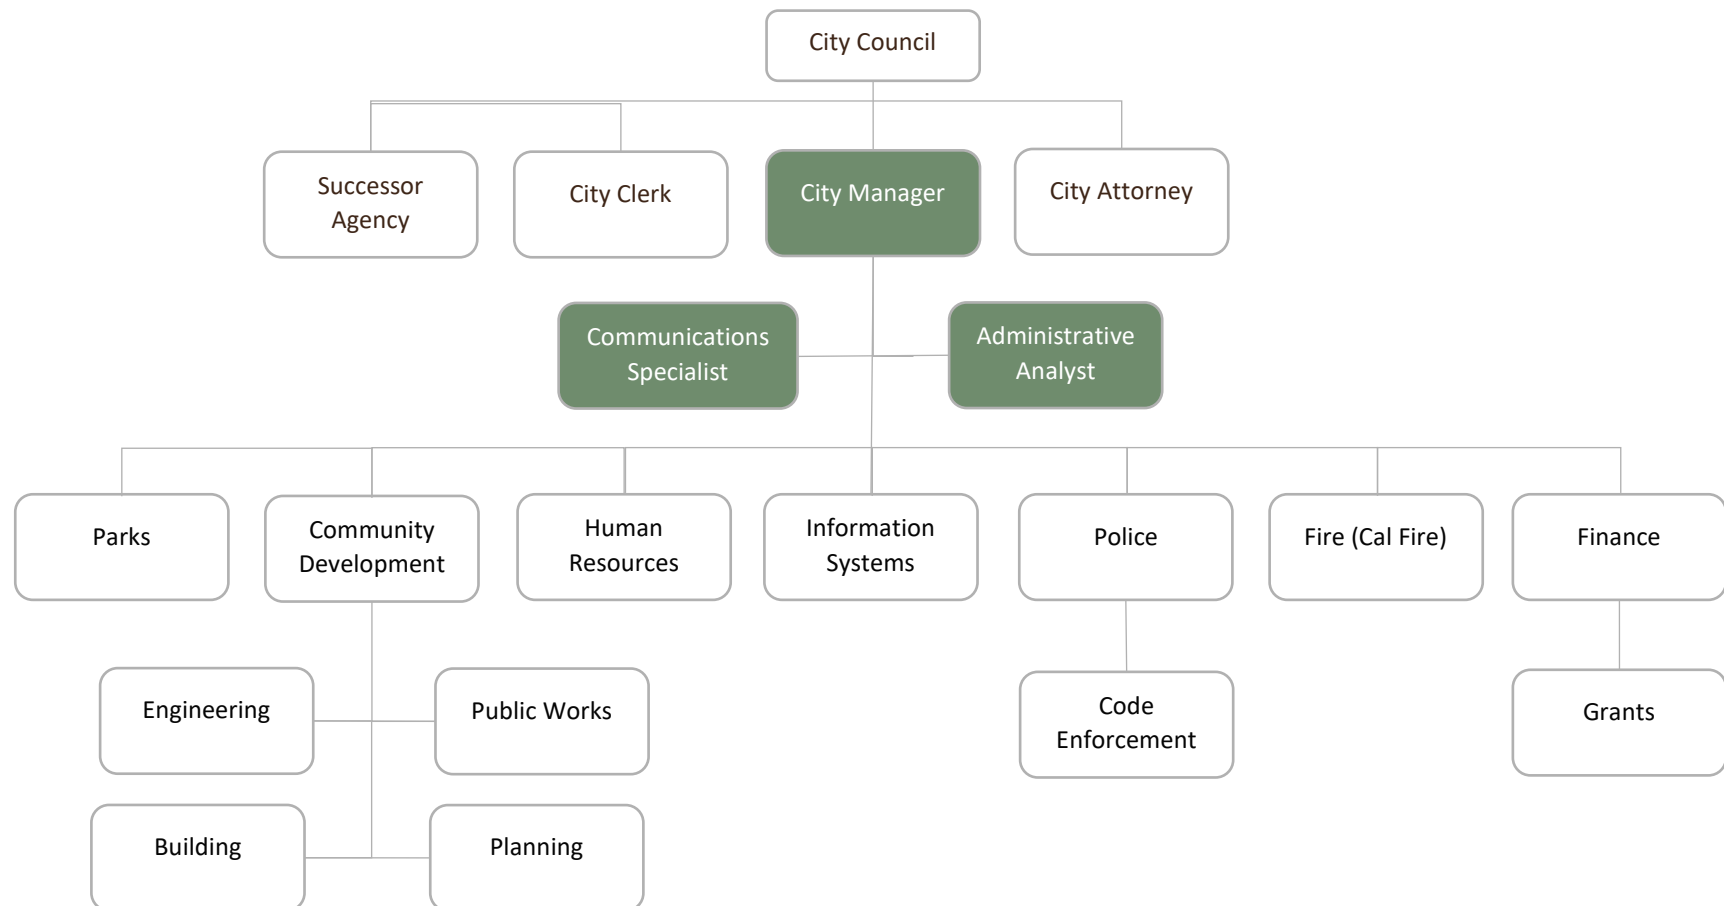 City Council
Successor
Agency
City Clerk
City Manager
City Attorney
Communications
Specialist
Administrative
Analyst
Parks
Community
Development
Human
Resources
Information
Systems
Police
Fire (Cal Fire)
Finance
Engineering
Public Works
Code
Enforcement
Grants
Building
Planning